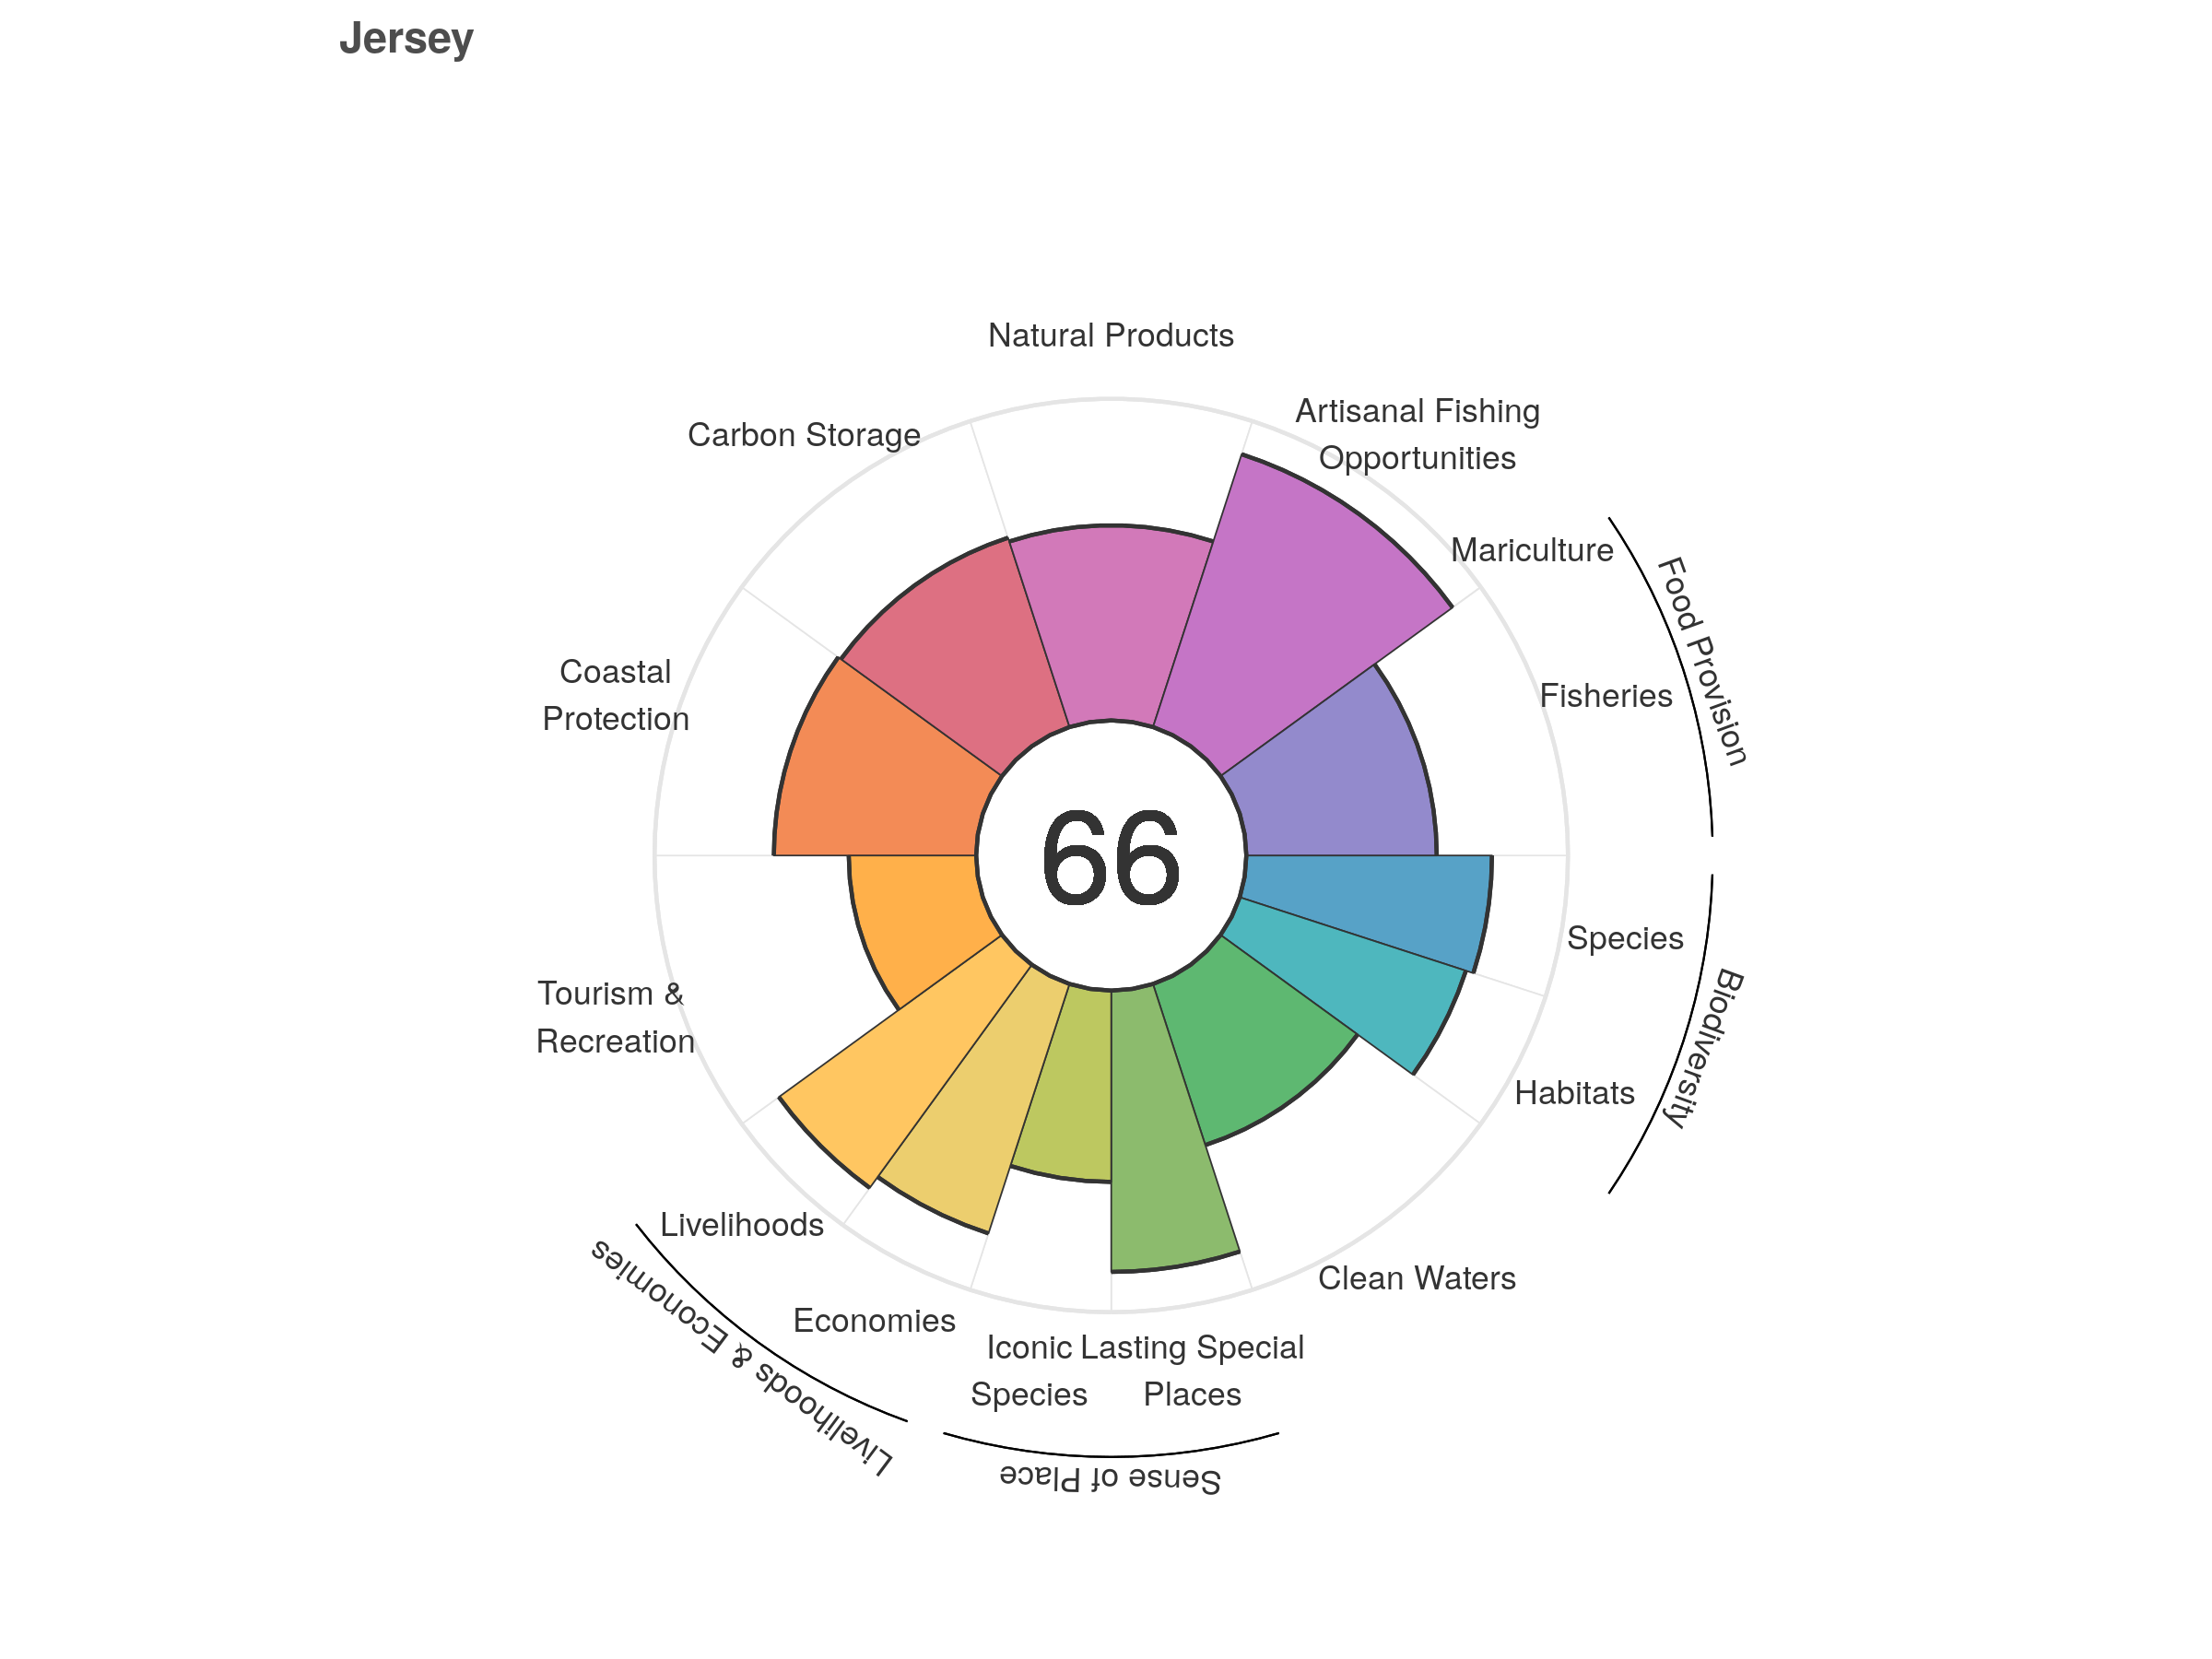 Jersey
Natural Products
Artisanal Fishing
Opportunities
Carbon Storage
Mariculture
Food Provision
Fisheries
Coastal
Protection
66
Species
Biodiversity
Habitats
Tourism &
Recreation
Livelihoods
Livelihoods & Economies
Clean Waters
Economies
Iconic
Species
Lasting Special
Places
Sense of Place